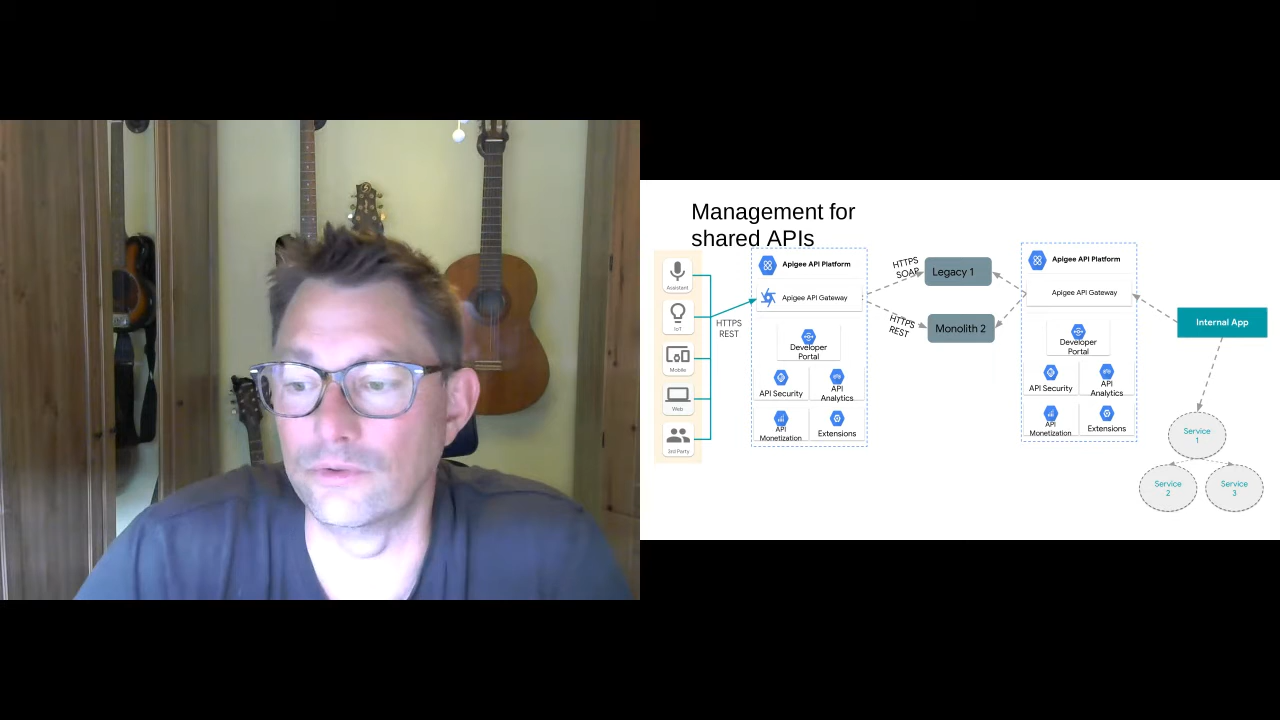 Management for
shared APIs
Assistant
IoT
Mobile
Web
3rd Party
HTTPS
REST
Apigee API Platform
Apigee API Gateway
Developer
Portal
API Security
API
Analytics
API
Monetization
Extensions
HTTPS
SOAP
HTTPS
REST
Legacy 1
Monolith 2
Apigee API Platform
Apigee API Gateway
Developer
Portal
API Security
API
Analytics
API
Monetization
Extensions
Internal App
Service
1
Service
2
Service
3